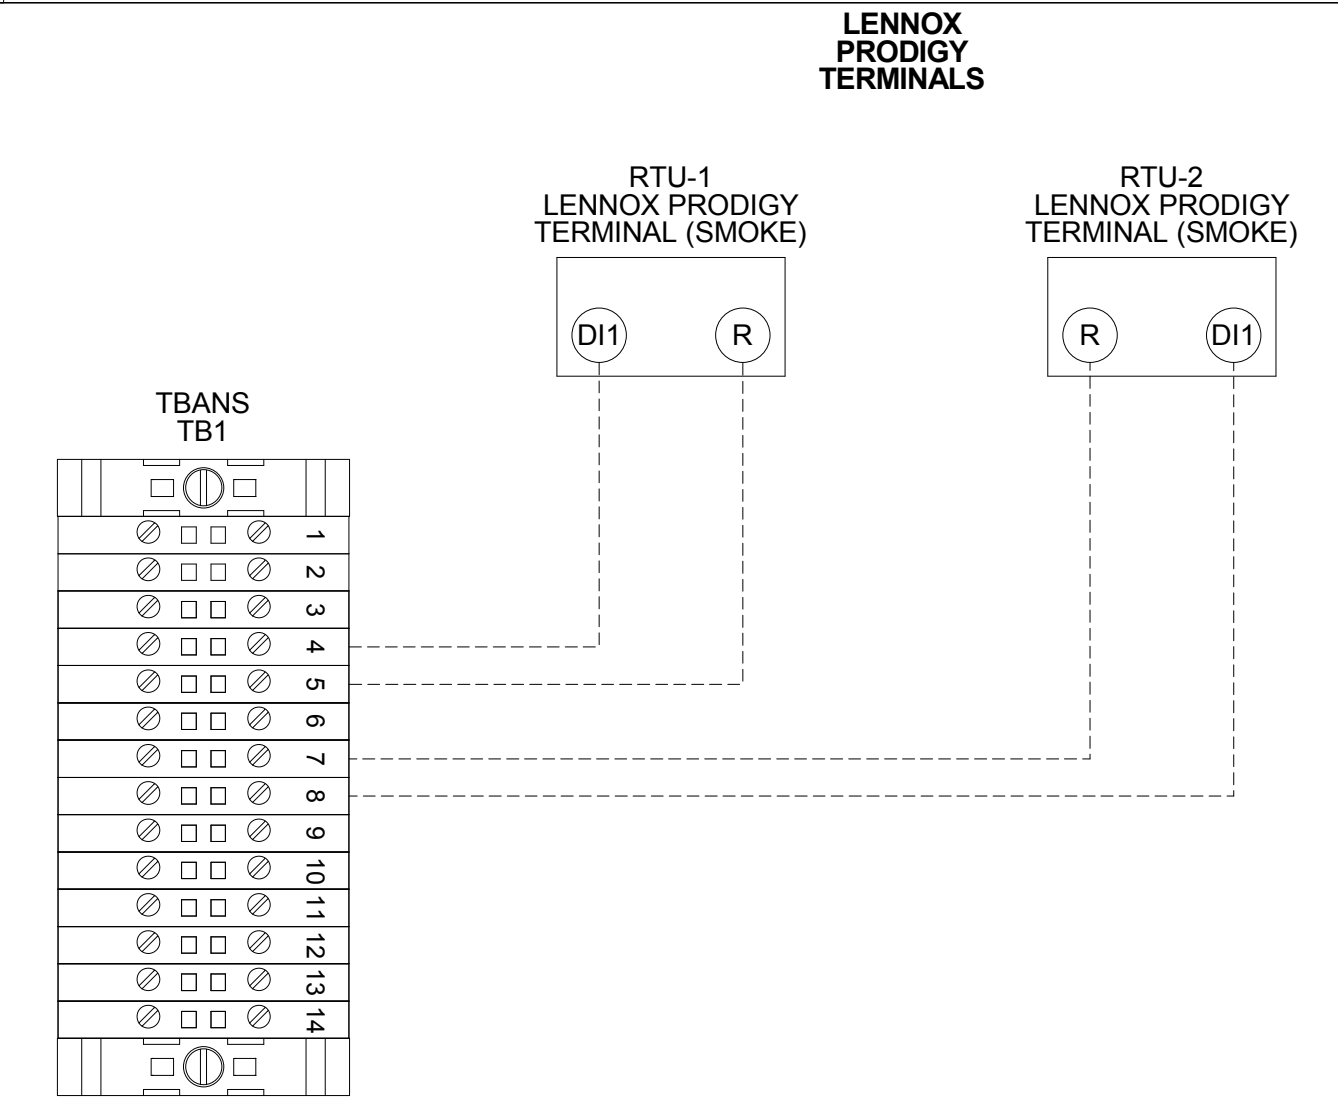 LENNOX
PRODIGY
TERMINALS
RTU-1
LENNOX PRODIGY
TERMINAL (SMOKE)
RTU-2
LENNOX PRODIGY
TERMINAL (SMOKE)
DI1
R
R
DI1
TBANS
TB1
1
2
3
4
5
6
7
8
9
10
11
12
13
14